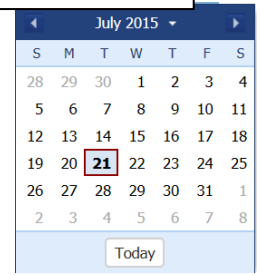 July 2015
S M T W T F S
28 29 30 1 2 3 4
5 6 7 8 9 10 11
12 13 14 15 16 17 18
19 20 21 22 23 24 25
26 27 28 29 30 31 1
2 3 4 5 6 7 8
Today